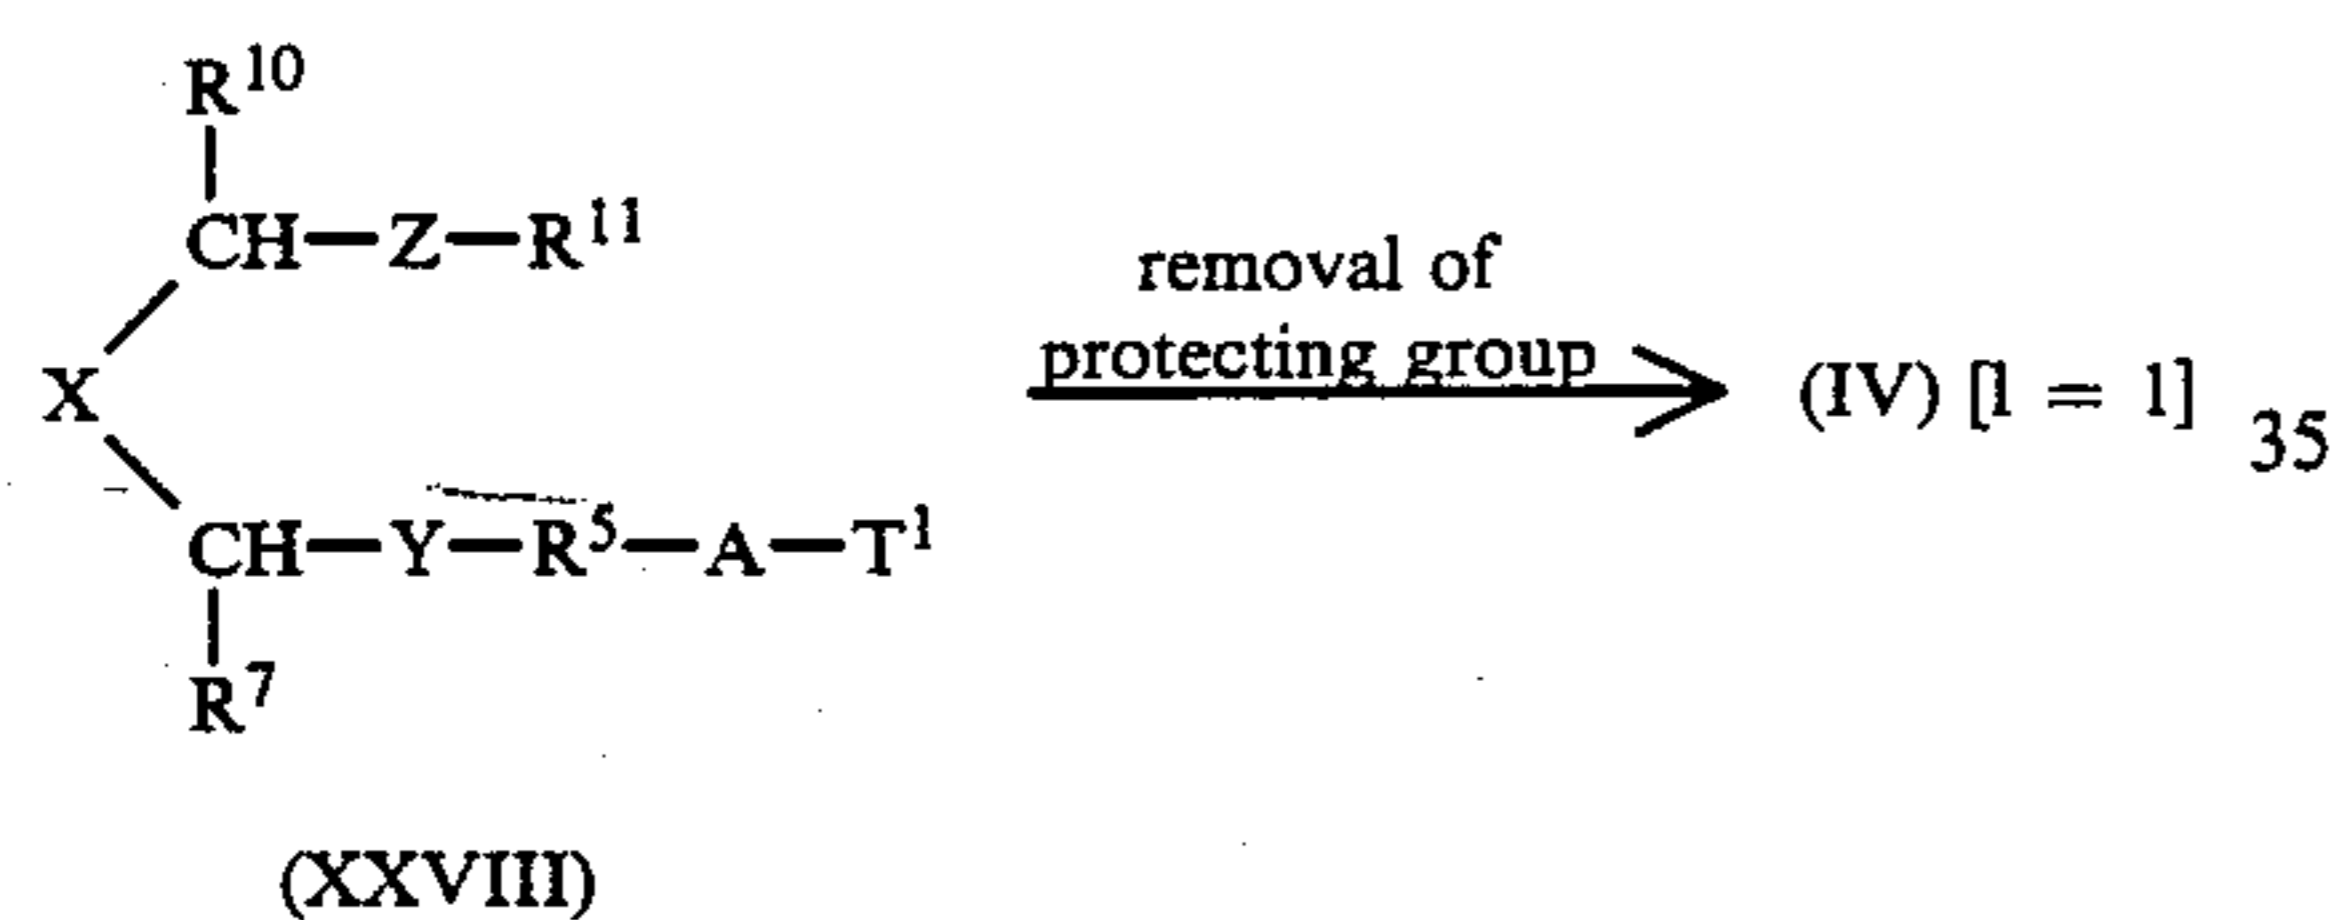 R¹⁰
CH—Z—R¹¹
removal of
protecting group
X
(IV) [l = 1]
35
CH—Y—R⁵—A—T¹
R⁷
(XXVIII)